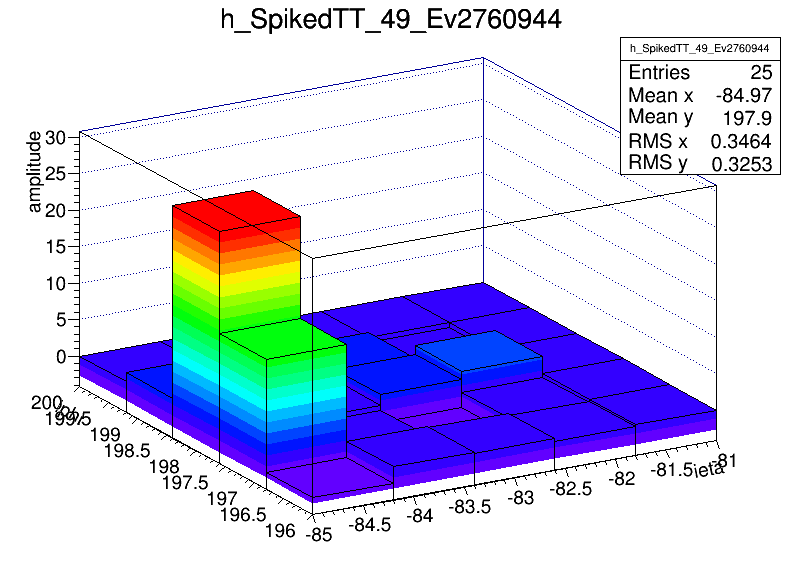 h_SpikedTT_49_Ev2760944
h_SpikedTT_49_Ev2760944
Entries 25
Mean x -84.97
Mean y 197.9
RMS x 0.3464
RMS y 0.3253
amplitude
30
25
20
15
10
5
0
200
199.5
199
198.5
198
197.5
197
196.5
196
-85
-84.5
-84
-83.5
-83
-82.5
-82
-81.5
-81
ieta